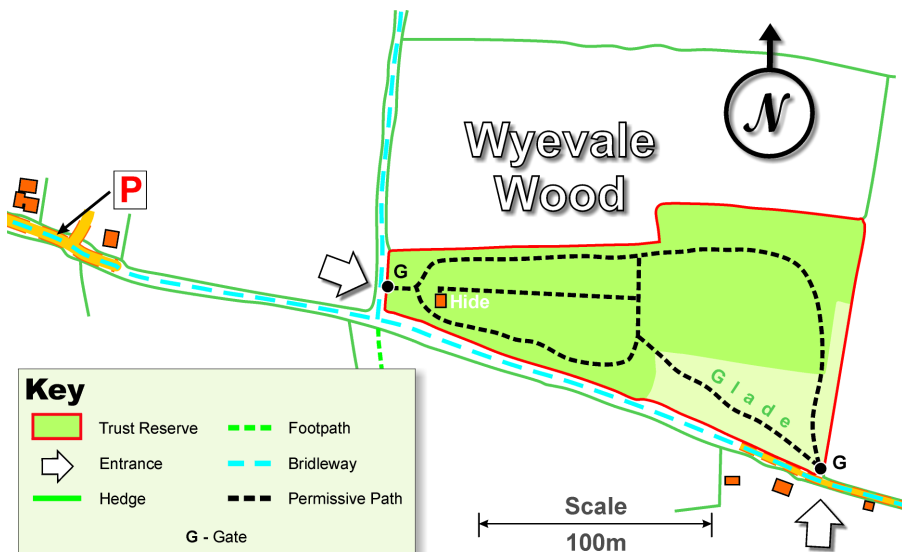 N
Wyevale
Wood
P
G
Hide
Glade
G
Key
Trust Reserve
Footpath
Entrance
Bridleway
Hedge
Permissive Path
G - Gate
Scale
100m